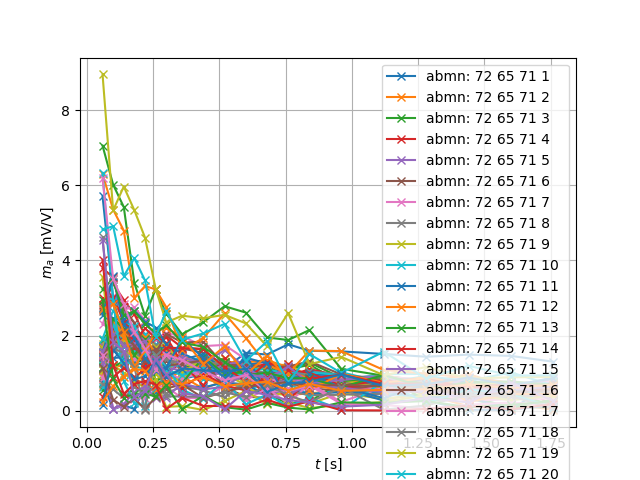 abmn: 72 65 71 1
abmn: 72 65 71 2
abmn: 72 65 71 3
abmn: 72 65 71 4
abmn: 72 65 71 5
abmn: 72 65 71 6
abmn: 72 65 71 7
abmn: 72 65 71 8
abmn: 72 65 71 9
abmn: 72 65 71 10
abmn: 72 65 71 11
abmn: 72 65 71 12
abmn: 72 65 71 13
abmn: 72 65 71 14
abmn: 72 65 71 15
abmn: 72 65 71 16
abmn: 72 65 71 17
abmn: 72 65 71 18
abmn: 72 65 71 19
abmn: 72 65 71 20
8
6
4
2
0
mₐ [mV/V]
0.00 0.25 0.50 0.75 1.00 1.25 1.50 1.75
t [s]